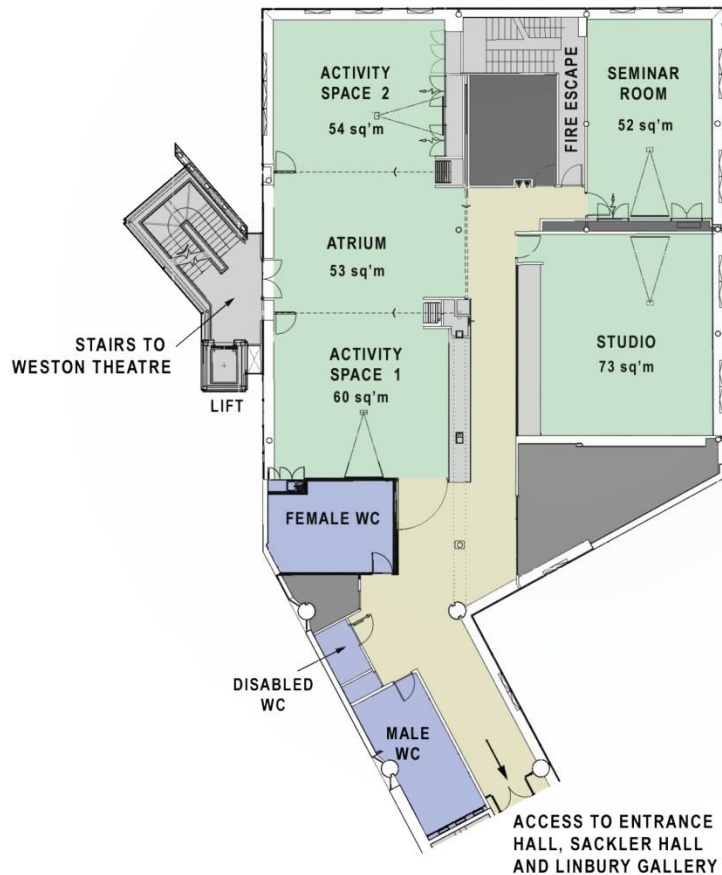 ACTIVITY
SPACE 2
54 sq'm
FIRE ESCAPE
SEMINAR
ROOM
52 sq'm
ATRIUM
53 sq'm
STAIRS TO
WESTON THEATRE
LIFT
ACTIVITY
SPACE 1
60 sq'm
STUDIO
73 sq'm
FEMALE WC
DISABLED
WC
MALE
WC
ACCESS TO ENTRANCE
HALL, SACKLER HALL
AND LINBURY GALLERY